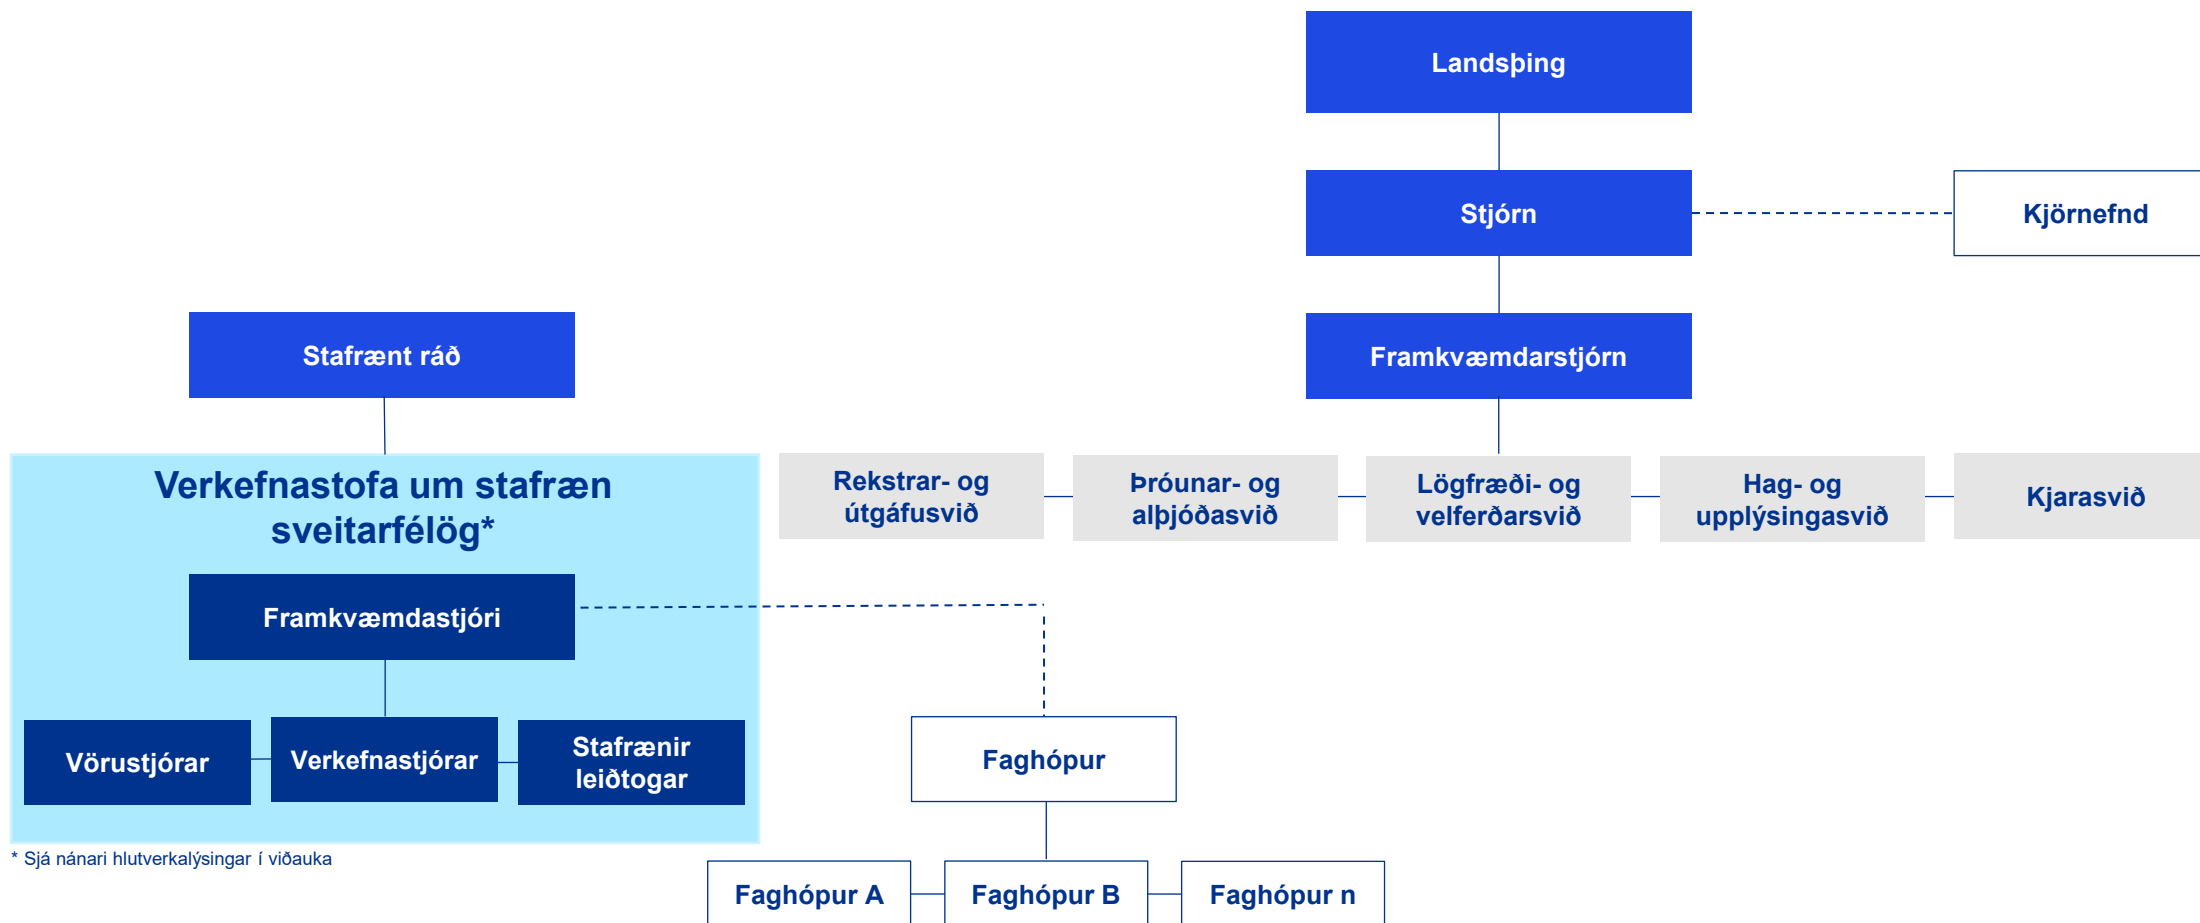 Landsþing
Stjórn
Kjörnefnd
Stafrænt ráð
Framkvæmdarstjórn
Verkefnastofa um stafræn
sveitarfélög*
Rekstrar- og
útgáfusvið
Þróunar- og
alþjóðasvið
Lögfræði- og
velferðarsvið
Hag- og
upplýsingasvið
Kjarasvið
Framkvæmdastjóri
Vörustjórar
Verkefnastjórar
Stafrænir
leiðtogar
Faghópur
* Sjá nánari hlutverkalýsingar í viðauka
Faghópur A
Faghópur B
Faghópur n